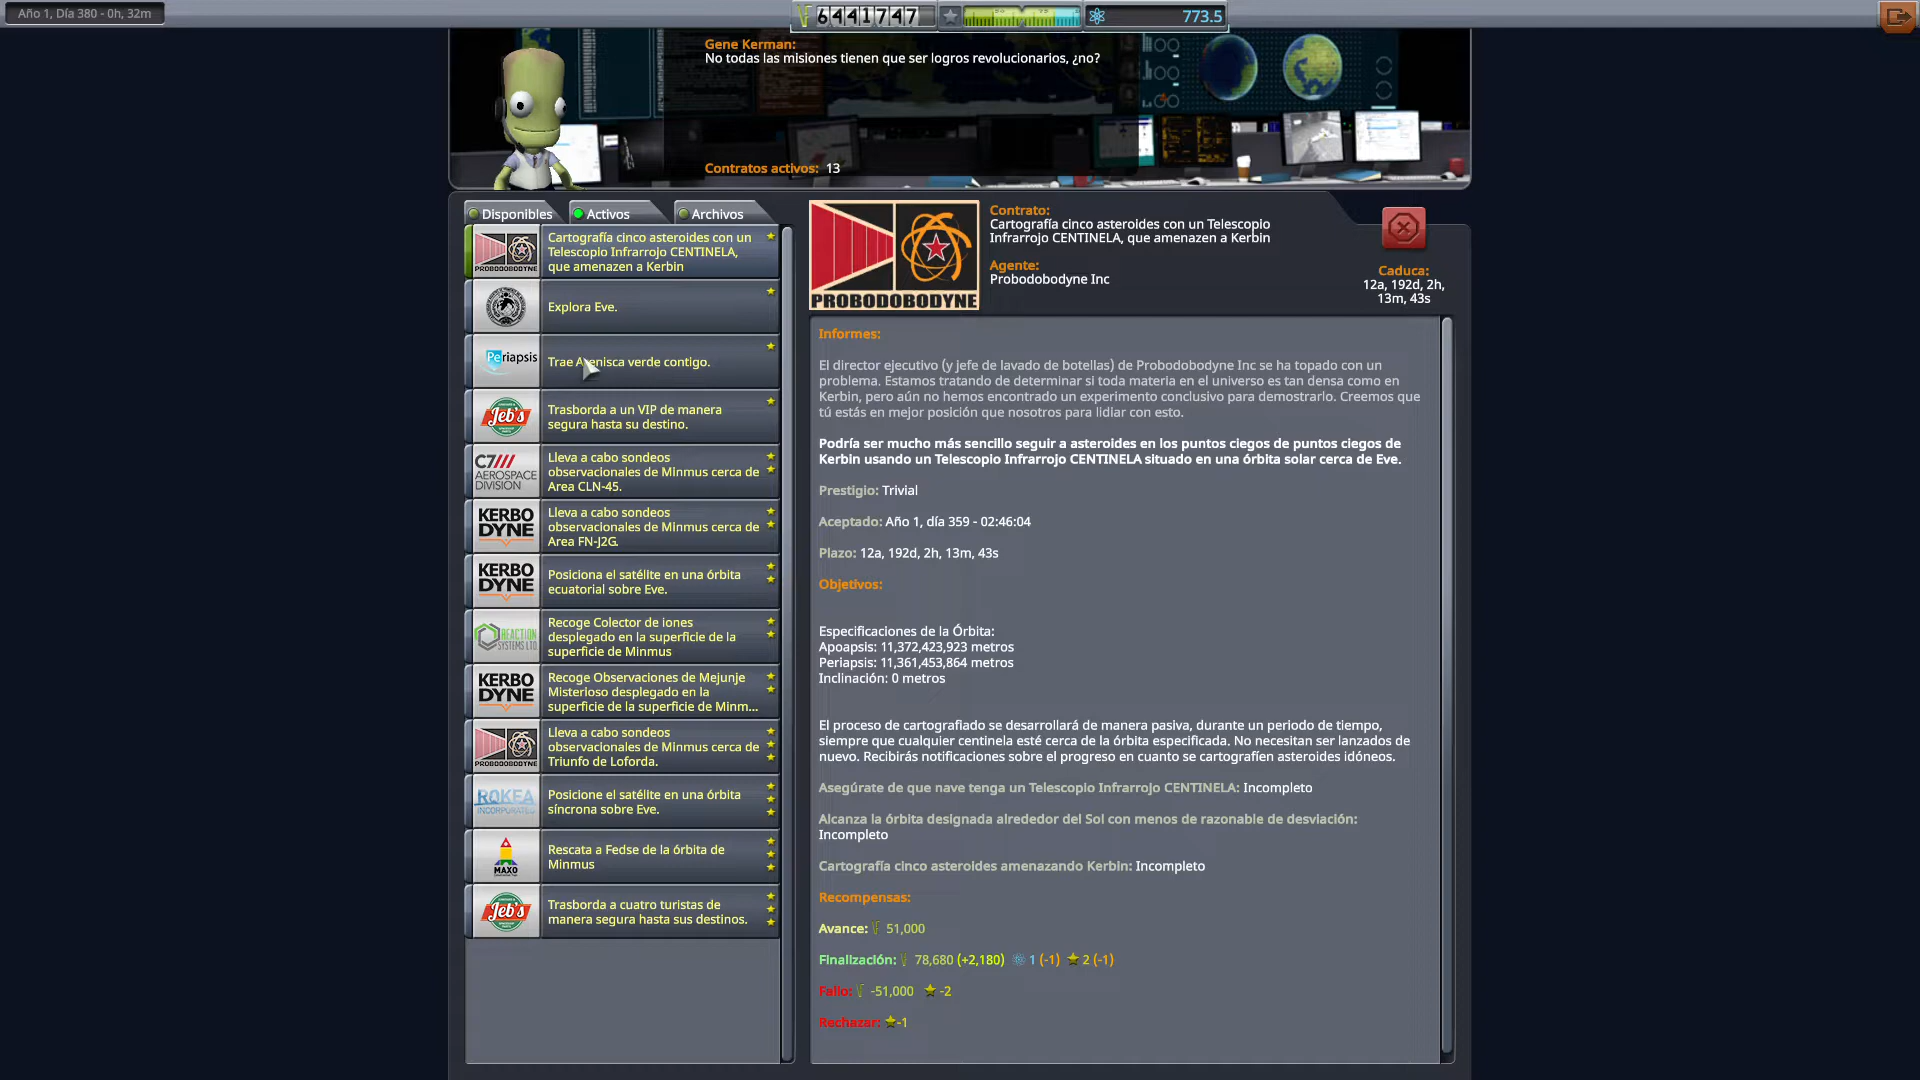 Año 1, Día 380 - 0h, 32m
6441747
773.5
Gene Kerman:
No todas las misiones tienen que ser logros revolucionarios, ¿no?
Contratos activos: 13
Disponibles
Activos
Archivos
PROBODOBODYNE
Cartografía cinco asteroides con un
Telescopio Infrarrojo CENTINELA,
que amenazen a Kerbin
Explora Eve.
Periapsis
Trae Arenisca verde contigo.
Jeb's
Trasborda a un VIP de manera
segura hasta su destino.
C7///
AEROSPACE
DIVISION
Lleva a cabo sondeos
observacionales de Minmus cerca de
Area CLN-45.
KERBO
DYNE
Lleva a cabo sondeos
observacionales de Minmus cerca de
Area FN-J2G.
KERBO
DYNE
Posiciona el satélite en una órbita
ecuatorial sobre Eve.
REACTION
SYSTEMS LTD
Recoge Colector de iones
desplegado en la superficie de la
superficie de Minmus
KERBO
DYNE
Recoge Observaciones de Mejunje
Misterioso desplegado en la
superficie de la superficie de Minm...
PROBODOBODYNE
Lleva a cabo sondeos
observacionales de Minmus cerca de
Triunfo de Loforda.
ROKEA
INCORPORATED
Posicione el satélite en una órbita
síncrona sobre Eve.
MAXO
Rescata a Fedse de la órbita de
Minmus
Jeb's
Trasborda a cuatro turistas de
manera segura hasta sus destinos.
PROBODOBODYNE
Contrato:
Cartografía cinco asteroides con un Telescopio
Infrarrojo CENTINELA, que amenazen a Kerbin
Agente:
Probodobodyne Inc
Caduca:
12a, 192d, 2h,
13m, 43s
Informes:
El director ejecutivo (y jefe de lavado de botellas) de Probodobodyne Inc se ha topado con un
problema. Estamos tratando de determinar si toda materia en el universo es tan densa como en
Kerbin, pero aún no hemos encontrado un experimento conclusivo para demostrarlo. Creemos que
tú estás en mejor posición que nosotros para lidiar con esto.
Podría ser mucho más sencillo seguir a asteroides en los puntos ciegos de puntos ciegos de
Kerbin usando un Telescopio Infrarrojo CENTINELA situado en una órbita solar cerca de Eve.
Prestigio: Trivial
Aceptado: Año 1, día 359 - 02:46:04
Plazo: 12a, 192d, 2h, 13m, 43s
Objetivos:
Especificaciones de la Órbita:
Apoapsis: 11,372,423,923 metros
Periapsis: 11,361,453,864 metros
Inclinación: 0 metros
El proceso de cartografiado se desarrollará de manera pasiva, durante un periodo de tiempo,
siempre que cualquier centinela esté cerca de la órbita especificada. No necesitan ser lanzados de
nuevo. Recibirás notificaciones sobre el progreso en cuanto se cartografíen asteroides idóneos.
Asegúrate de que nave tenga un Telescopio Infrarrojo CENTINELA: Incompleto
Alcanza la órbita designada alrededor del Sol con menos de razonable de desviación:
Incompleto
Cartografía cinco asteroides amenazando Kerbin: Incompleto
Recompensas:
Avance: 51,000
Finalización: 78,680 (+2,180) 1 (-1) 2 (-1)
Fallo: -51,000 -2
Rechazar: -1